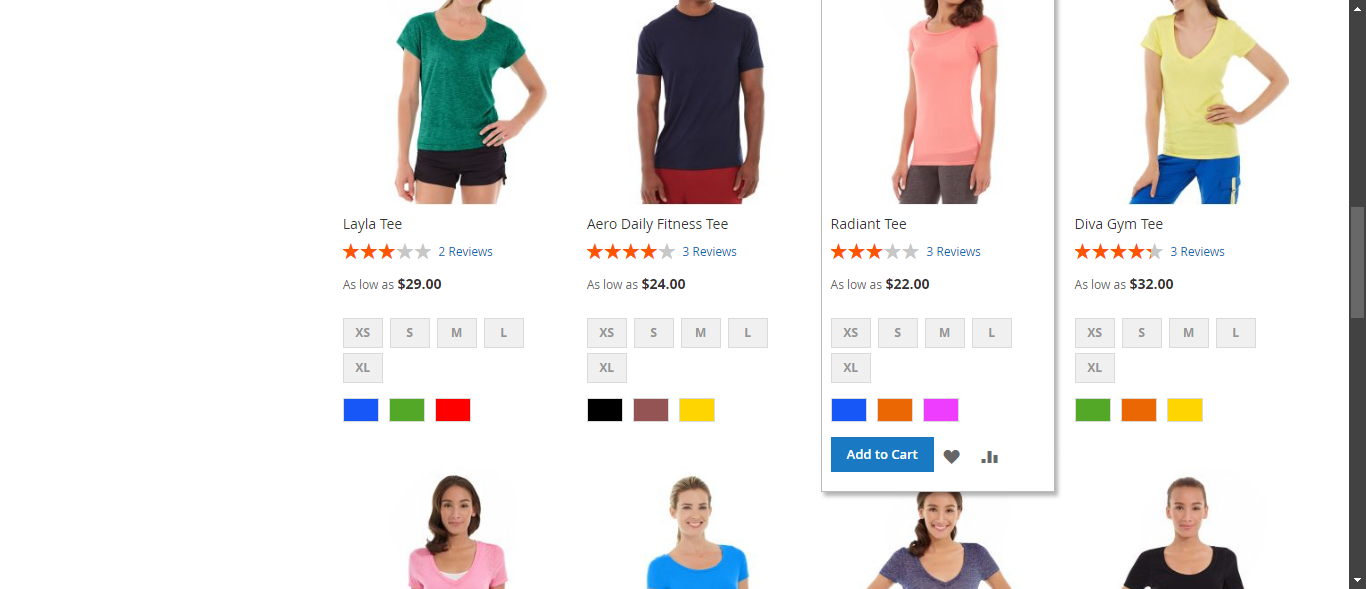 Layla Tee
2 Reviews
As low as $29.00
XS S M L
XL
Aero Daily Fitness Tee
3 Reviews
As low as $24.00
XS S M L
XL
Radiant Tee
3 Reviews
As low as $22.00
XS S M L
XL
Add to Cart
Diva Gym Tee
3 Reviews
As low as $32.00
XS S M L
XL